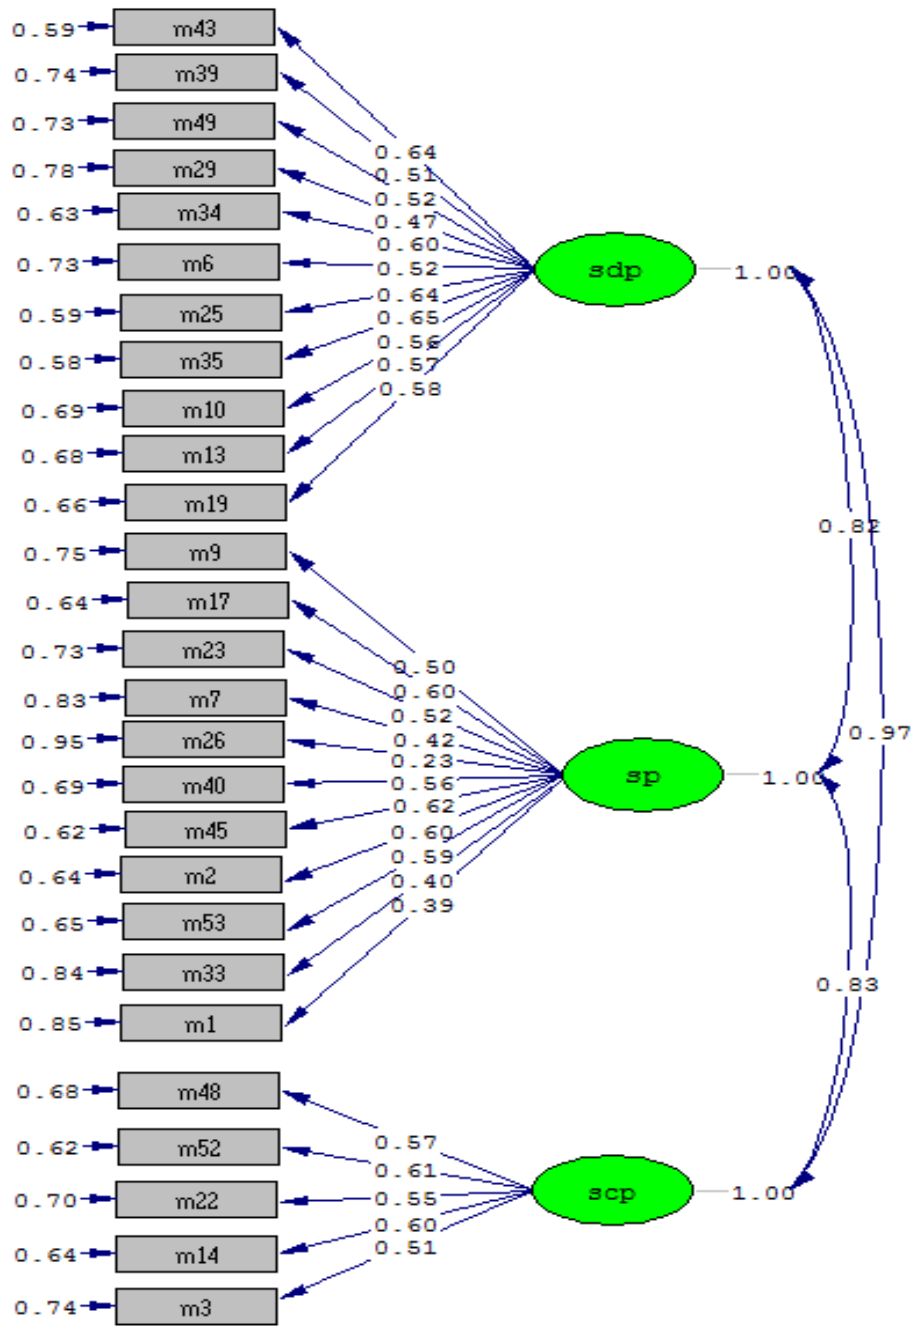 0.59 m43
0.74 m39
0.73 m49
0.64
0.78 m29
0.51
0.52
0.63 m34
0.47
0.60
0.73 m6
0.52
sdp 1.00
0.64
0.59 m25
0.65
0.56
0.58 m35
0.57
0.58
0.69 m10
0.68 m13
0.66 m19
0.82
0.75 m9
0.64 m17
0.73 m23
0.50
0.83 m7
0.60
0.52
0.95 m26
0.42
0.97
0.23
sp 1.00
0.69 m40
0.56
0.62
0.62 m45
0.60
0.59
0.64 m2
0.40
0.39
0.65 m53
0.84 m33
0.83
0.85 m1
0.68 m48
0.62 m52
0.57
0.61
0.70 m22
0.55
scp 1.00
0.60
0.64 m14
0.51
0.74 m3